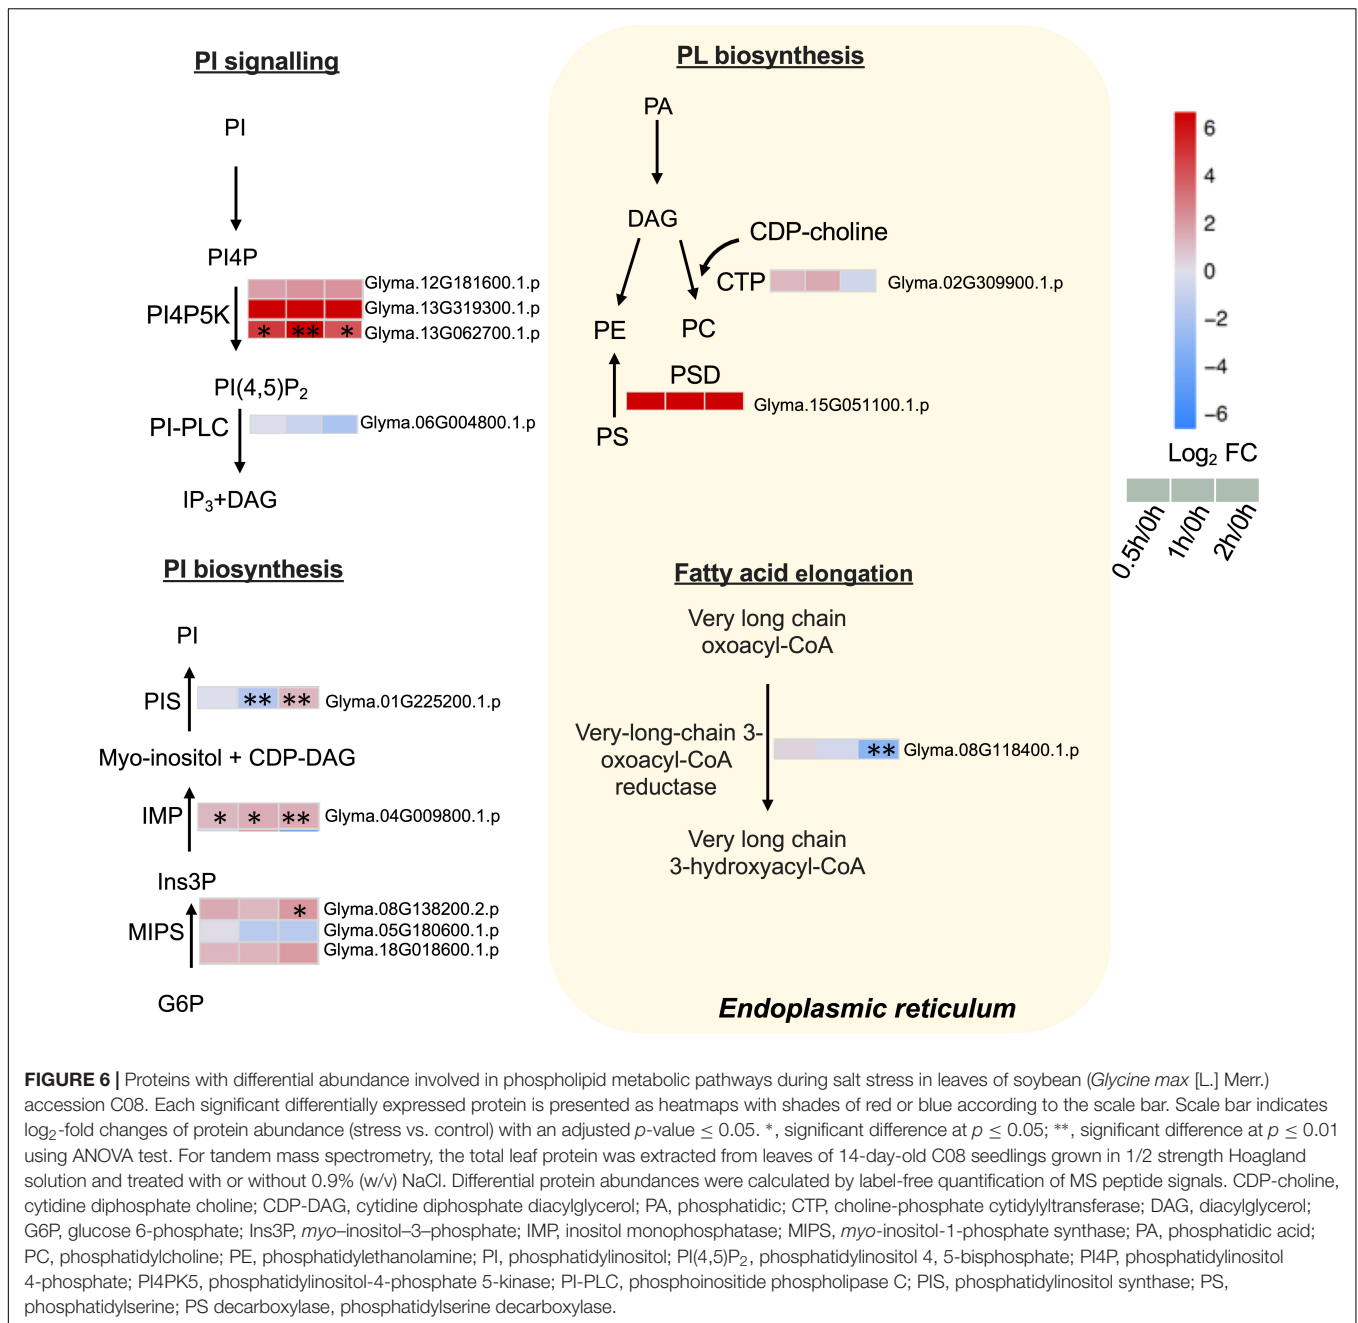 PI signalling
PI
PI4P
PI4P5K
Glyma.12G181600.1.p
Glyma.13G319300.1.p
* ** * Glyma.13G062700.1.p
PI(4,5)P2
PI-PLC
Glyma.06G004800.1.p
IP3+DAG
PI biosynthesis
PI
PIS
** ** Glyma.01G225200.1.p
Myo-inositol + CDP-DAG
IMP
* * ** Glyma.04G009800.1.p
Ins3P
MIPS
* Glyma.08G138200.2.p
Glyma.05G180600.1.p
Glyma.18G018600.1.p
G6P
PL biosynthesis
PA
DAG
CDP-choline
CTP
Glyma.02G309900.1.p
PE
PC
PSD
Glyma.15G051100.1.p
PS
Fatty acid elongation
Very long chain
oxoacyl-CoA
Very-long-chain 3-
oxoacyl-CoA
reductase
** Glyma.08G118400.1.p
Very long chain
3-hydroxyacyl-CoA
Endoplasmic reticulum
6
4
2
0
−2
−4
−6
Log2 FC
0.5h/0h
1h/0h
2h/0h
FIGURE 6 | Proteins with differential abundance involved in phospholipid metabolic pathways during salt stress in leaves of soybean (Glycine max [L.] Merr.)
accession C08. Each significant differentially expressed protein is presented as heatmaps with shades of red or blue according to the scale bar. Scale bar indicates
log2-fold changes of protein abundance (stress vs. control) with an adjusted p-value ≤ 0.05. *, significant difference at p ≤ 0.05; **, significant difference at p ≤ 0.01
using ANOVA test. For tandem mass spectrometry, the total leaf protein was extracted from leaves of 14-day-old C08 seedlings grown in 1/2 strength Hoagland
solution and treated with or without 0.9% (w/v) NaCl. Differential protein abundances were calculated by label-free quantification of MS peptide signals. CDP-choline,
cytidine diphosphate choline; CDP-DAG, cytidine diphosphate diacylglycerol; PA, phosphatidic; CTP, choline-phosphate cytidylyltransferase; DAG, diacylglycerol;
G6P, glucose 6-phosphate; Ins3P, myo–inositol–3–phosphate; IMP, inositol monophosphatase; MIPS, myo-inositol-1-phosphate synthase; PA, phosphatidic acid;
PC, phosphatidylcholine; PE, phosphatidylethanolamine; PI, phosphatidylinositol; PI(4,5)P2, phosphatidylinositol 4, 5-bisphosphate; PI4P, phosphatidylinositol
4-phosphate; PI4PK5, phosphatidylinositol-4-phosphate 5-kinase; PI-PLC, phosphoinositide phospholipase C; PIS, phosphatidylinositol synthase; PS,
phosphatidylserine; PS decarboxylase, phosphatidylserine decarboxylase.